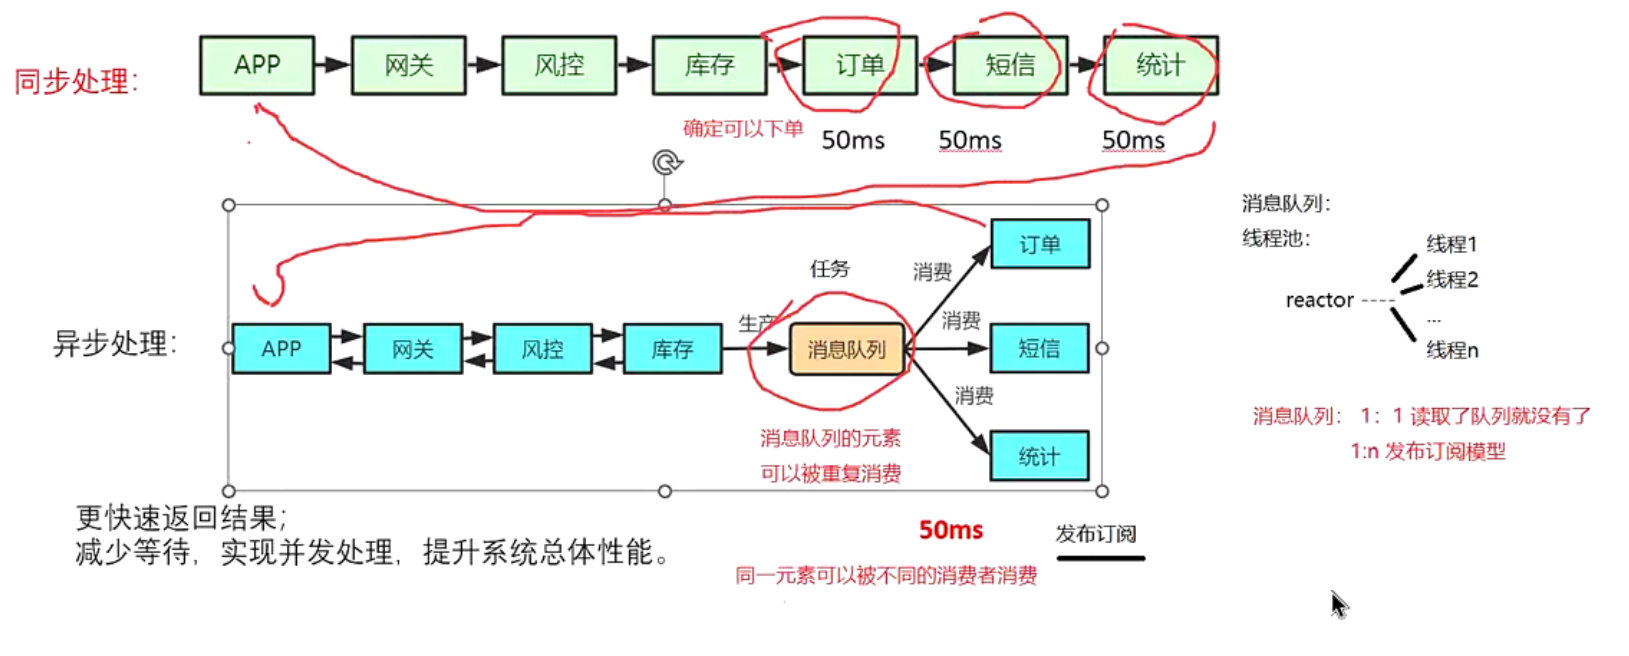 同步处理：
APP
网关
风控
库存
订单
短信
统计
确定可以下单
50ms
50ms
50ms
异步处理：
APP
网关
风控
库存
生产
任务
消息队列
消费
消费
消费
订单
短信
统计
消息队列的元素
可以被重复消费
更快速返回结果；
减少等待，实现并发处理，提升系统总体性能。
50ms
发布订阅
同一元素可以被不同的消费者消费
消息队列：
线程池：
reactor ----
线程1
线程2
...
线程n
消息队列： 1：1 读取了队列就没有了
1:n 发布订阅模型